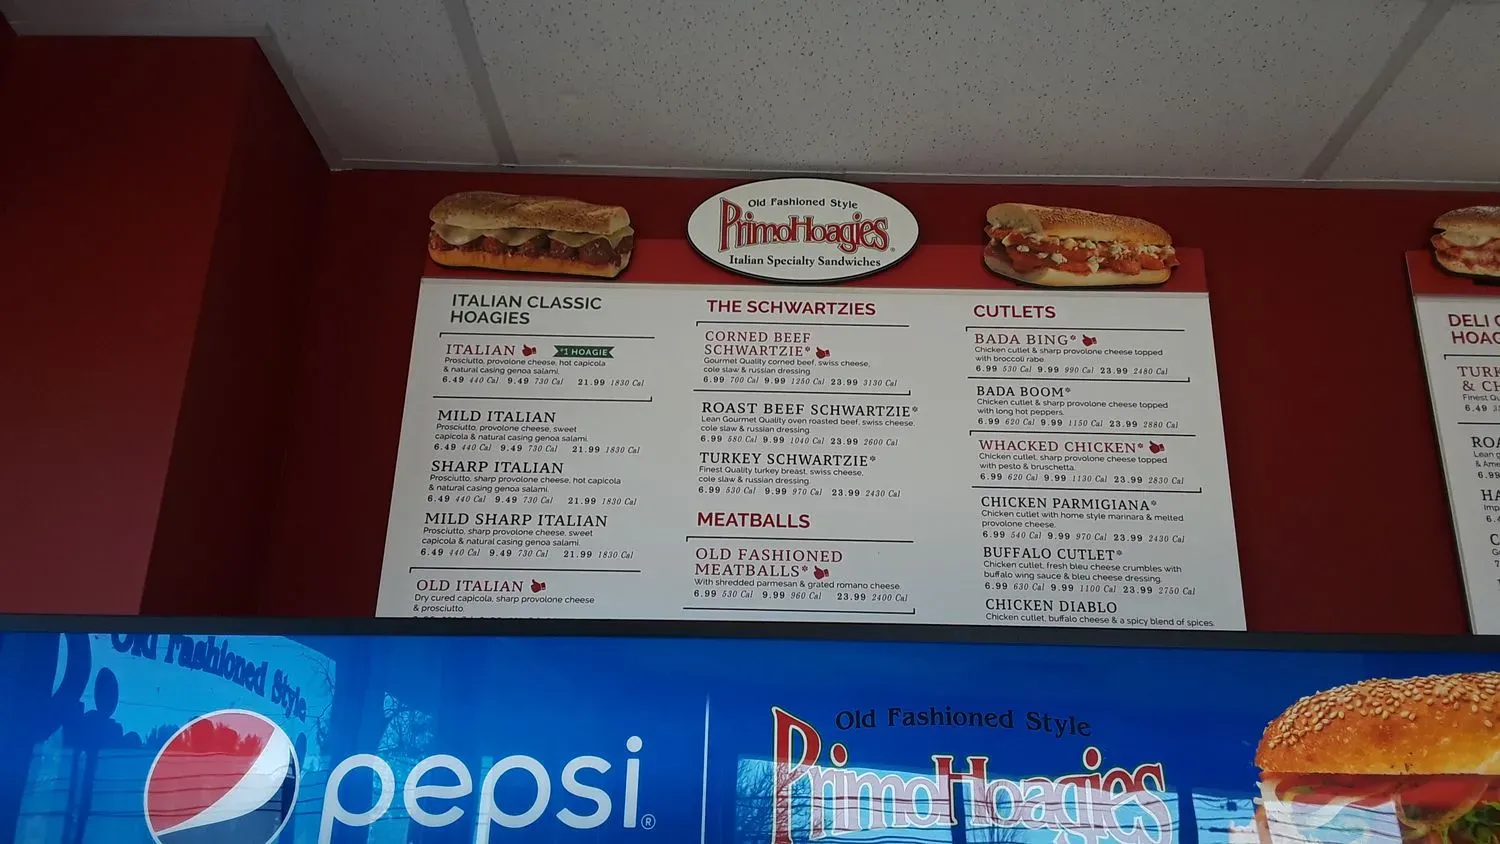 Old Fashioned Style
PrimoHoagies®
Italian Specialty Sandwiches
ITALIAN CLASSIC
HOAGIES
ITALIAN #1 HOAGIE
Prosciutto, provolone cheese, hot capicola
& natural casing genoa salami.
6.49 440 Cal 9.49 730 Cal 21.99 1830 Cal
MILD ITALIAN
Prosciutto, provolone cheese, sweet
capicola & natural casing genoa salami.
6.49 440 Cal 9.49 730 Cal 21.99 1830 Cal
SHARP ITALIAN
Prosciutto, sharp provolone cheese, hot capicola
& natural casing genoa salami.
6.49 440 Cal 9.49 730 Cal 21.99 1830 Cal
MILD SHARP ITALIAN
Prosciutto, sharp provolone cheese, sweet
capicola & natural casing genoa salami.
6.49 440 Cal 9.49 730 Cal 21.99 1830 Cal
OLD ITALIAN
Dry cured capicola, sharp provolone cheese
& prosciutto.
THE SCHWARTZIES
CORNED BEEF
SCHWARTZIE*
Gourmet Quality corned beef, swiss cheese,
cole slaw & russian dressing
6.99 700 Cal 9.99 1250 Cal 23.99 3130 Cal
ROAST BEEF SCHWARTZIE*
Lean Gourmet Quality oven roasted beef, swiss cheese,
cole slaw & russian dressing
6.99 580 Cal 9.99 1040 Cal 23.99 2600 Cal
TURKEY SCHWARTZIE*
Finest Quality turkey breast, swiss cheese,
cole slaw & russian dressing.
6.99 530 Cal 9.99 970 Cal 23.99 2430 Cal
MEATBALLS
OLD FASHIONED
MEATBALLS*
With shredded parmesan & grated romano cheese.
6.99 530 Cal 9.99 960 Cal 23.99 2400 Cal
CUTLETS
BADA BING*
Chicken cutlet & sharp provolone cheese topped
with broccoli rabe.
6.99 530 Cal 9.99 990 Cal 23.99 2480 Cal
BADA BOOM*
Chicken cutlet & sharp provolone cheese topped
with long hot peppers.
6.99 620 Cal 9.99 1150 Cal 23.99 2880 Cal
WHACKED CHICKEN*
Chicken cutlet, sharp provolone cheese topped
with pesto & bruschetta.
6.99 620 Cal 9.99 1130 Cal 23.99 2830 Cal
CHICKEN PARMIGIANA*
Chicken cutlet with home style marinara & melted
provolone cheese.
6.99 540 Cal 9.99 970 Cal 23.99 2430 Cal
BUFFALO CUTLET*
Chicken cutlet, fresh bleu cheese crumbles with
buffalo wing sauce & bleu cheese dressing.
6.99 630 Cal 9.99 1100 Cal 23.99 2750 Cal
CHICKEN DIABLO
Chicken cutlet, buffalo cheese & a spicy blend of spices.
DELI
HOAG
TURK
& CH
Finest Q
6.49
ROA
Lean g
& Ame
6.99
HA
Imp
6.
Old Fashioned Style
pepsi®
Old Fashioned Style
PrimoHoagies